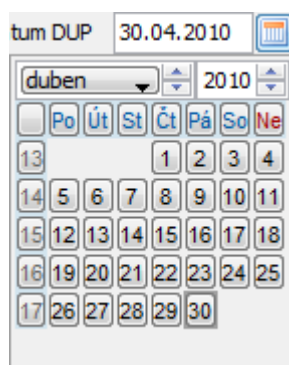 tum DUP 30.04.2010
duben 2010
Po Út St Čt Pá So Ne
13 1 2 3 4
14 5 6 7 8 9 10 11
15 12 13 14 15 16 17 18
16 19 20 21 22 23 24 25
17 26 27 28 29 30